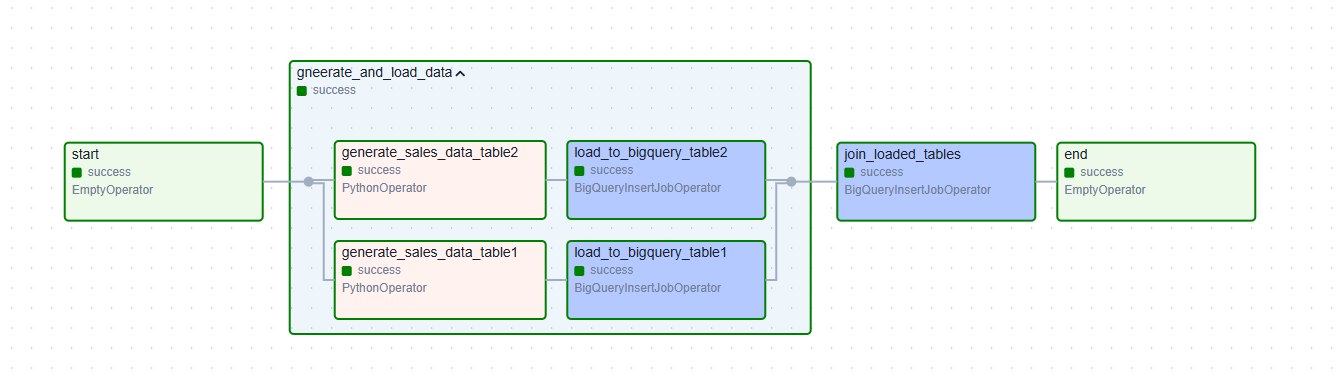 gneerate_and_load_data
success
start
success
EmptyOperator
generate_sales_data_table2
success
PythonOperator
load_to_bigquery_table2
success
BigQueryInsertJobOperator
generate_sales_data_table1
success
PythonOperator
load_to_bigquery_table1
success
BigQueryInsertJobOperator
join_loaded_tables
success
BigQueryInsertJobOperator
end
success
EmptyOperator